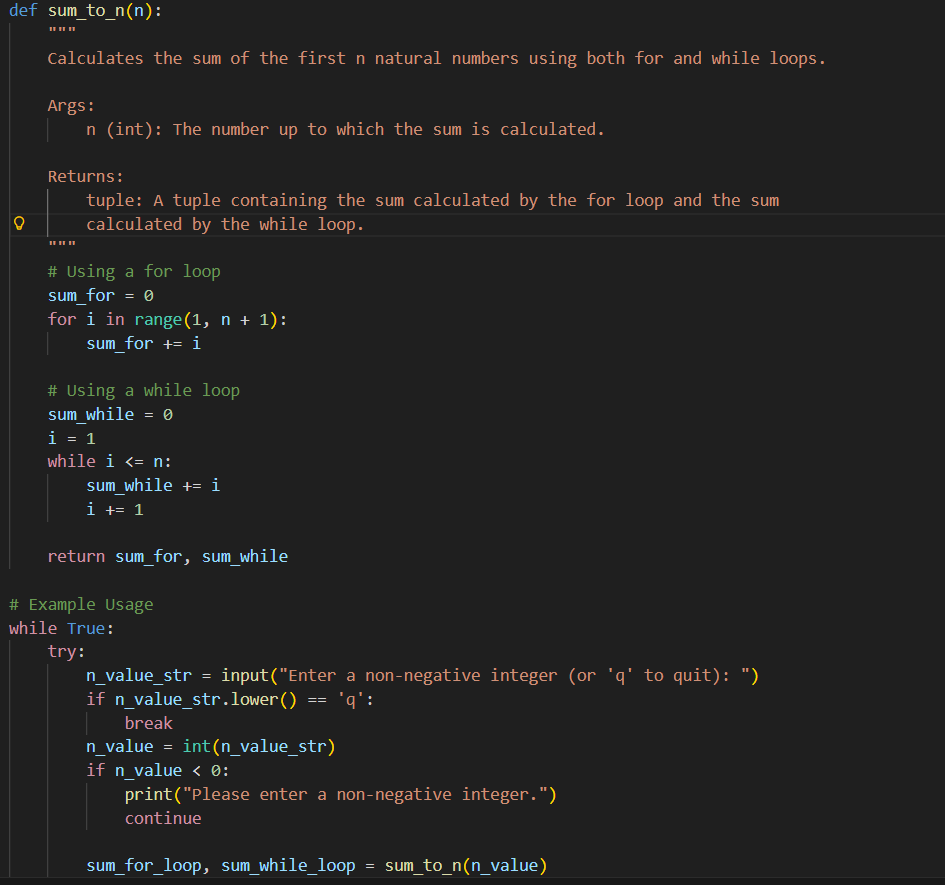 def sum_to_n(n):
    """
    Calculates the sum of the first n natural numbers using both for and while loops.

    Args:
        n (int): The number up to which the sum is calculated.

    Returns:
        tuple: A tuple containing the sum calculated by the for loop and the sum
        calculated by the while loop.
    """
    # Using a for loop
    sum_for = 0
    for i in range(1, n + 1):
        sum_for += i

    # Using a while loop
    sum_while = 0
    i = 1
    while i <= n:
        sum_while += i
        i += 1

    return sum_for, sum_while

# Example Usage
while True:
    try:
        n_value_str = input("Enter a non-negative integer (or 'q' to quit): ")
        if n_value_str.lower() == 'q':
            break
        n_value = int(n_value_str)
        if n_value < 0:
            print("Please enter a non-negative integer.")
            continue

        sum_for_loop, sum_while_loop = sum_to_n(n_value)